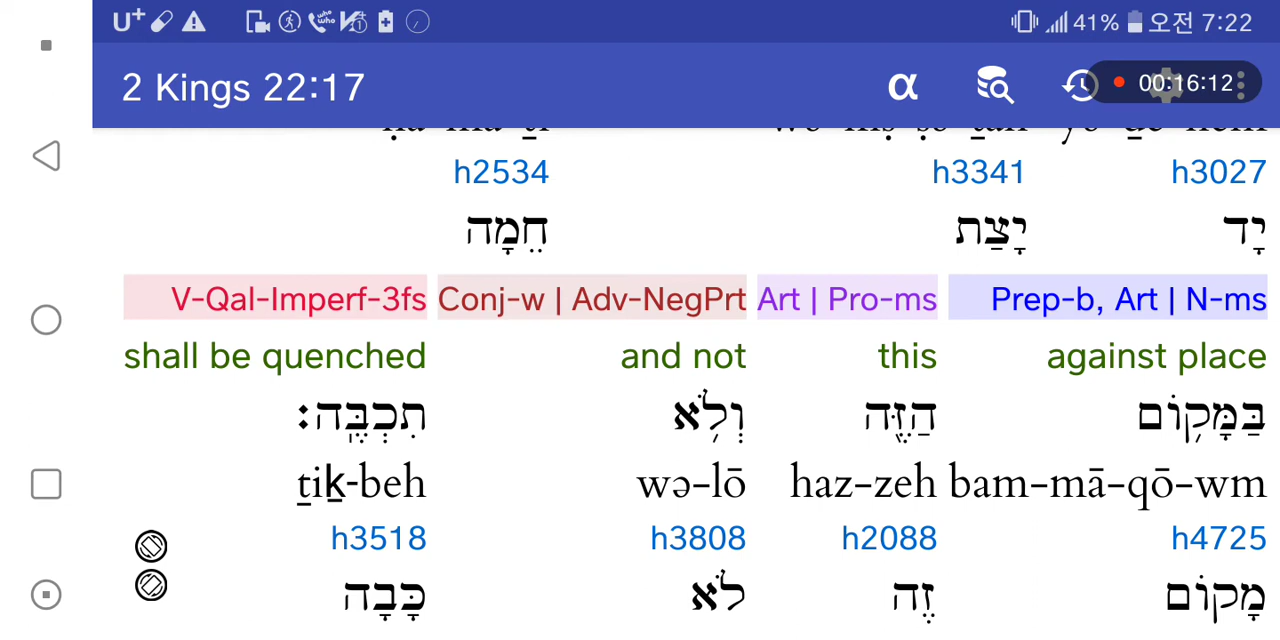 U+ 41% 오전 7:22
2 Kings 22:17 α 00:16:12
h2534 h3341 h3027
חֵמָה יָצַת יָד
V-Qal-Imperf-3fs Conj-w | Adv-NegPrt Art | Pro-ms Prep-b, Art | N-ms
shall be quenched and not this against place
תִכְבֶּֽה׃ וְלֹ֥א הַזֶּ֖ה בַּמָּק֥וֹם
ṯiḵ-beh wə-lō haz-zeh bam-mā-qō-wm
h3518 h3808 h2088 h4725
כָּבָה לֹא זֶה מָקוֹם